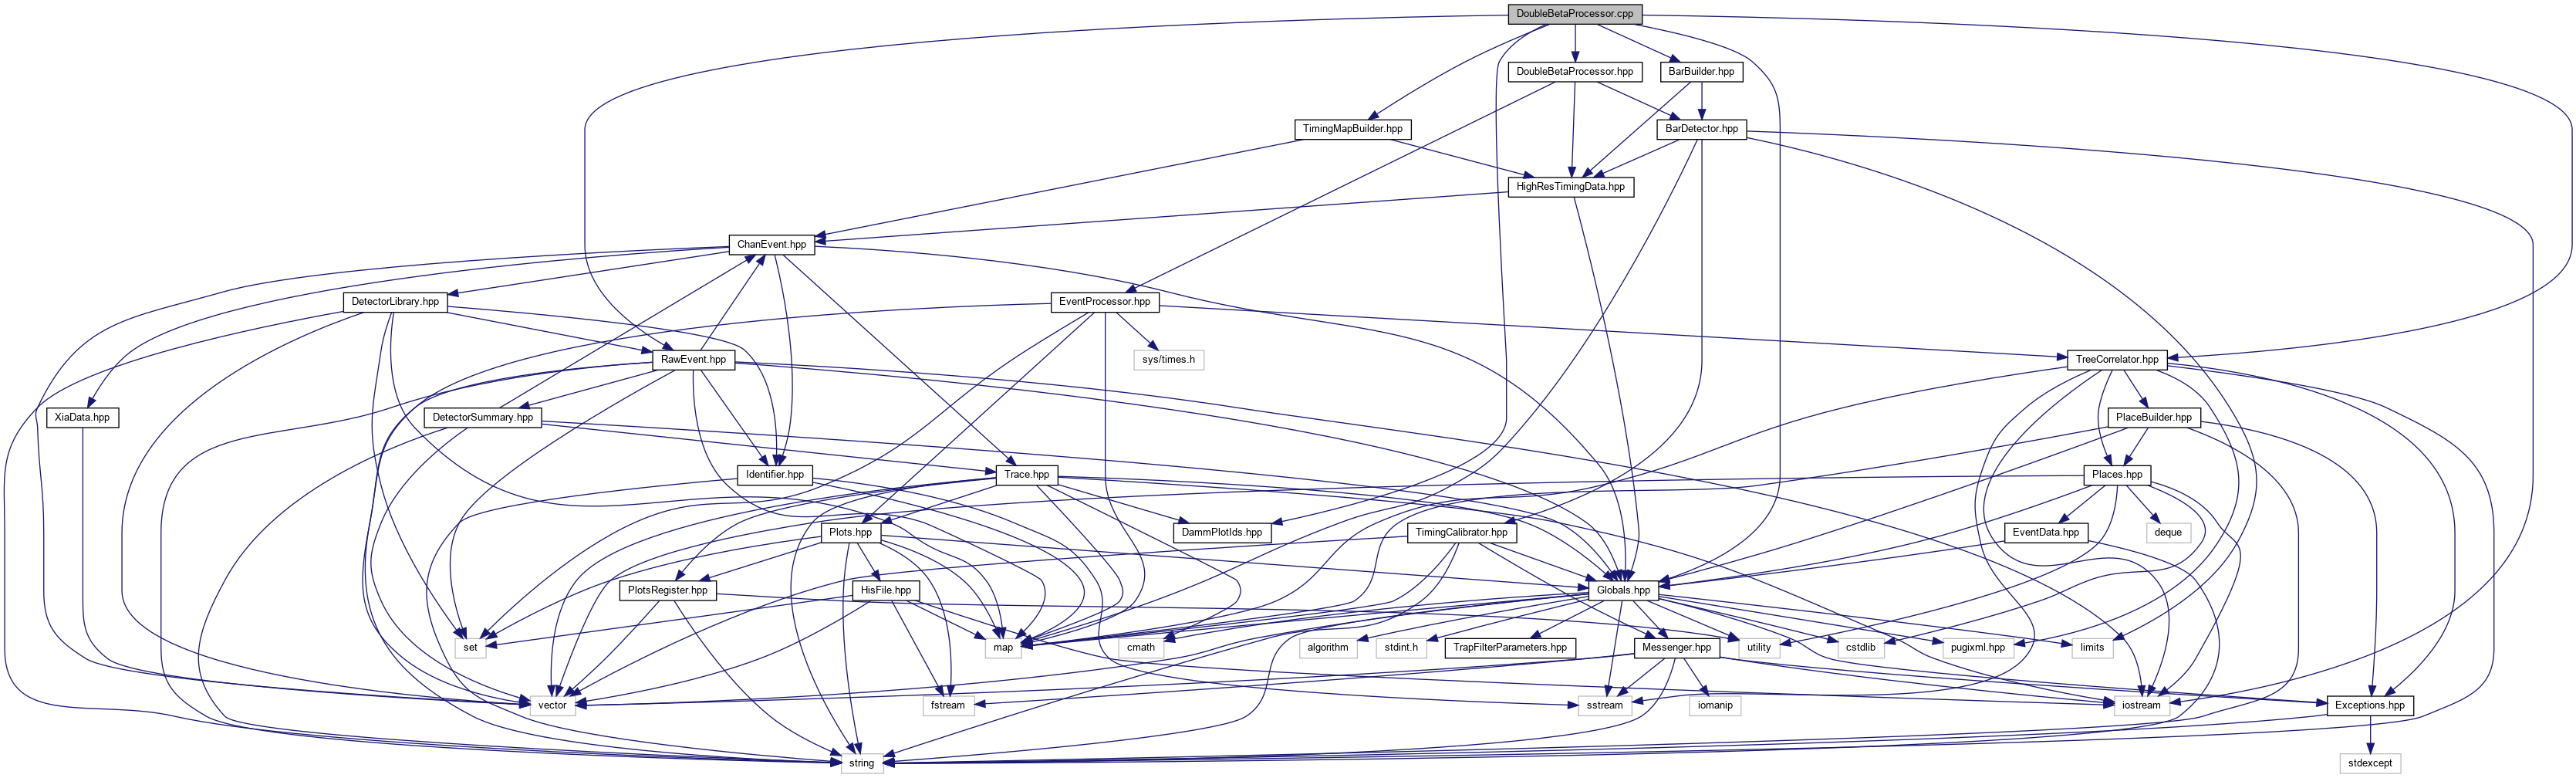 DoubleBetaProcessor.cpp
DoubleBetaProcessor.hpp
BarBuilder.hpp
TimingMapBuilder.hpp
BarDetector.hpp
HighResTimingData.hpp
ChanEvent.hpp
DetectorLibrary.hpp
EventProcessor.hpp
RawEvent.hpp
sys/times.h
TreeCorrelator.hpp
XiaData.hpp
DetectorSummary.hpp
PlaceBuilder.hpp
Identifier.hpp
Trace.hpp
Places.hpp
Plots.hpp
DammPlotIds.hpp
TimingCalibrator.hpp
EventData.hpp
deque
PlotsRegister.hpp
HisFile.hpp
Globals.hpp
set
map
cmath
algorithm
stdint.h
TrapFilterParameters.hpp
Messenger.hpp
utility
cstdlib
pugixml.hpp
limits
vector
fstream
sstream
iomanip
iostream
Exceptions.hpp
string
stdexcept